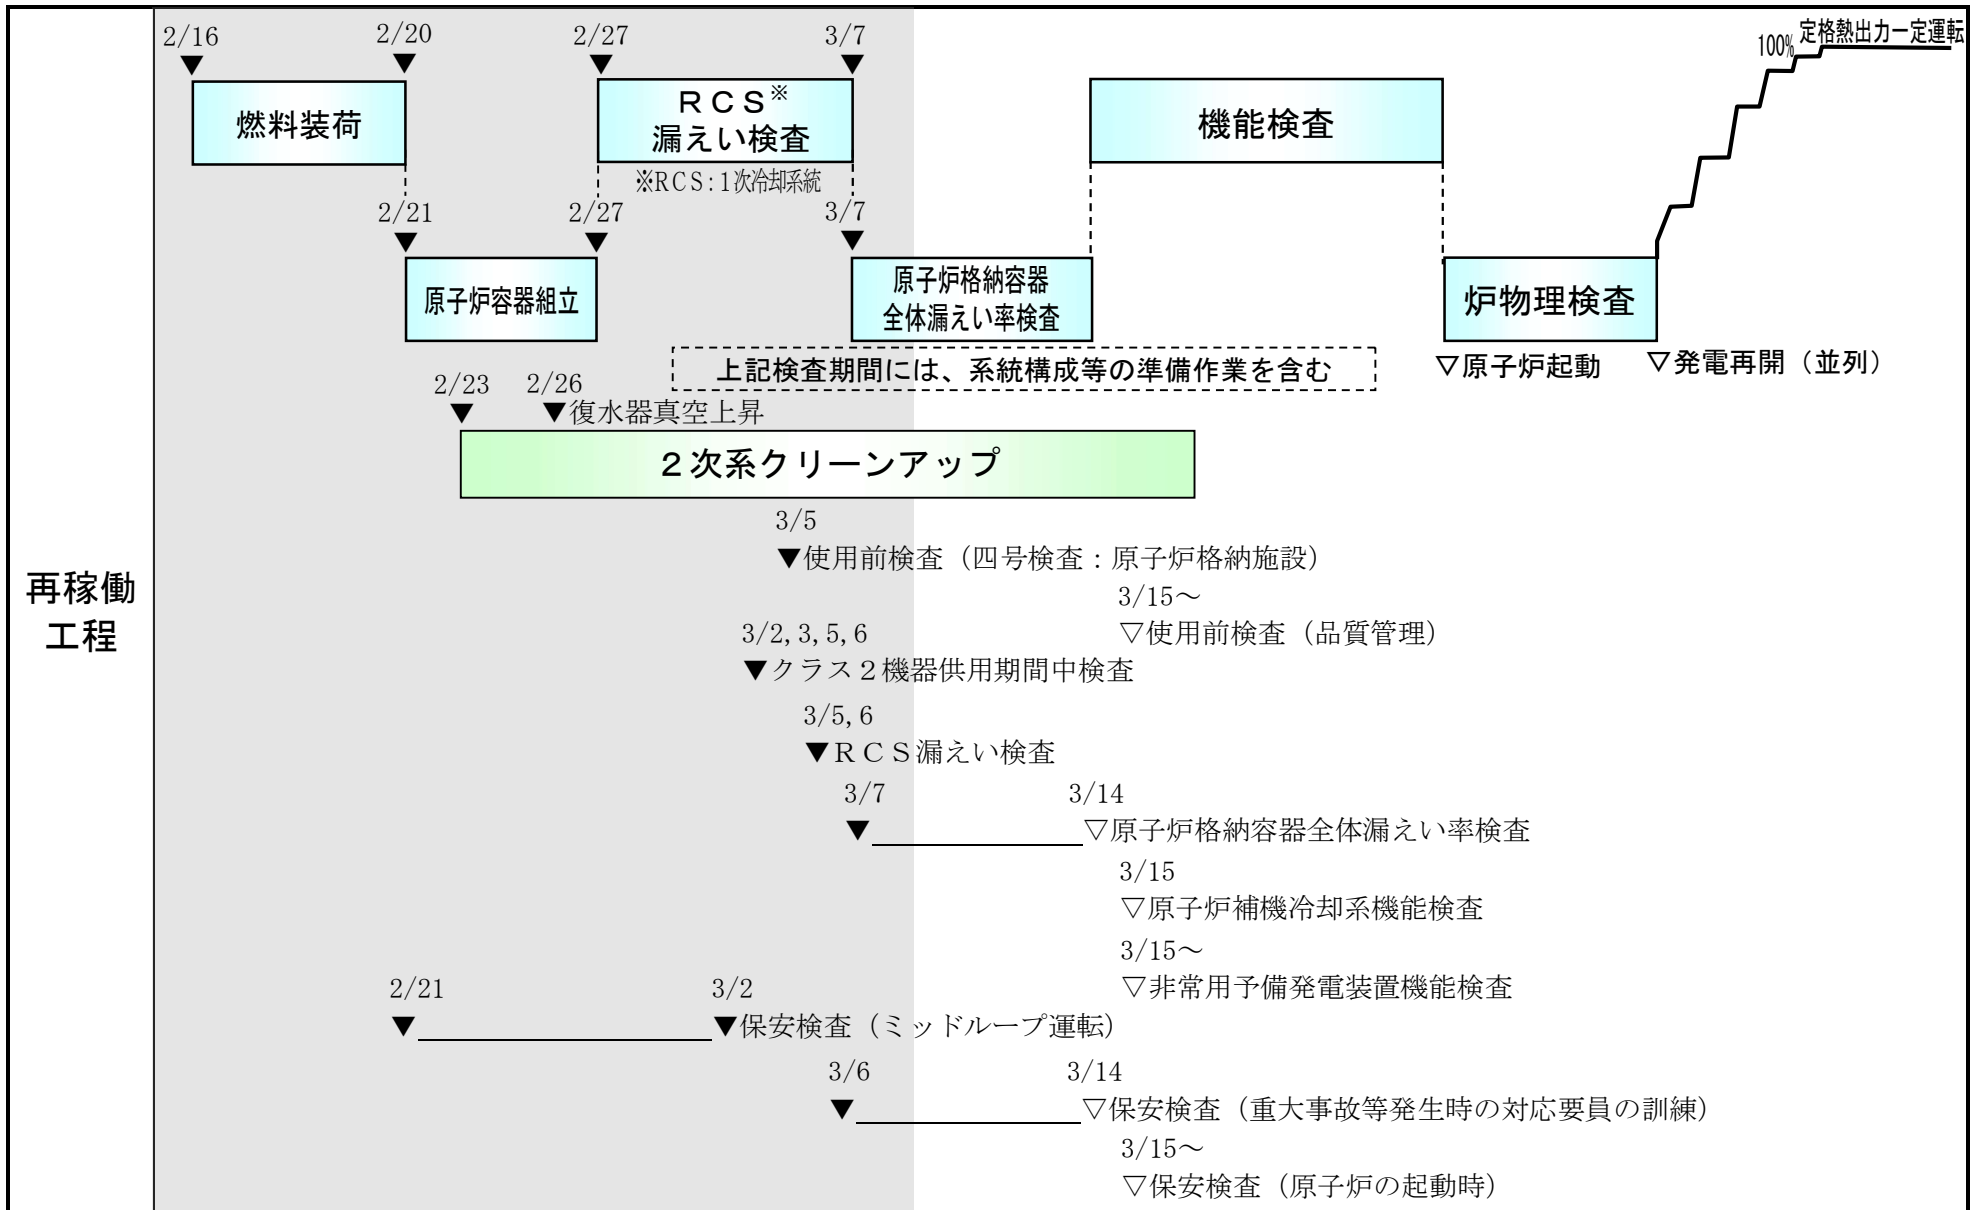 再稼働
工程
2/16
2/20
2/27
3/7
▼
▼
▼
▼
燃料装荷
RCS※
漏えい検査
※RCS:1次冷却系統
機能検査
100%
定格熱出力一定運転
2/21
2/27
3/7
▼
▼
▼
原子炉容器組立
原子炉格納容器
全体漏えい率検査
炉物理検査
上記検査期間には、系統構成等の準備作業を含む
▽原子炉起動
▽発電再開（並列）
2/23
2/26
▼
▼復水器真空上昇
2次系クリーンアップ
3/5
▼使用前検査（四号検査：原子炉格納施設）
3/15～
▽使用前検査（品質管理）
3/2,3,5,6
▼クラス2機器供用期間中検査
3/5,6
▼RCS漏えい検査
3/7
3/14
▼
▽原子炉格納容器全体漏えい率検査
3/15
▽原子炉補機冷却系機能検査
3/15～
▽非常用予備発電装置機能検査
2/21
3/2
▼
▼保安検査（ミッドループ運転）
3/6
3/14
▼
▽保安検査（重大事故等発生時の対応要員の訓練）
3/15～
▽保安検査（原子炉の起動時）